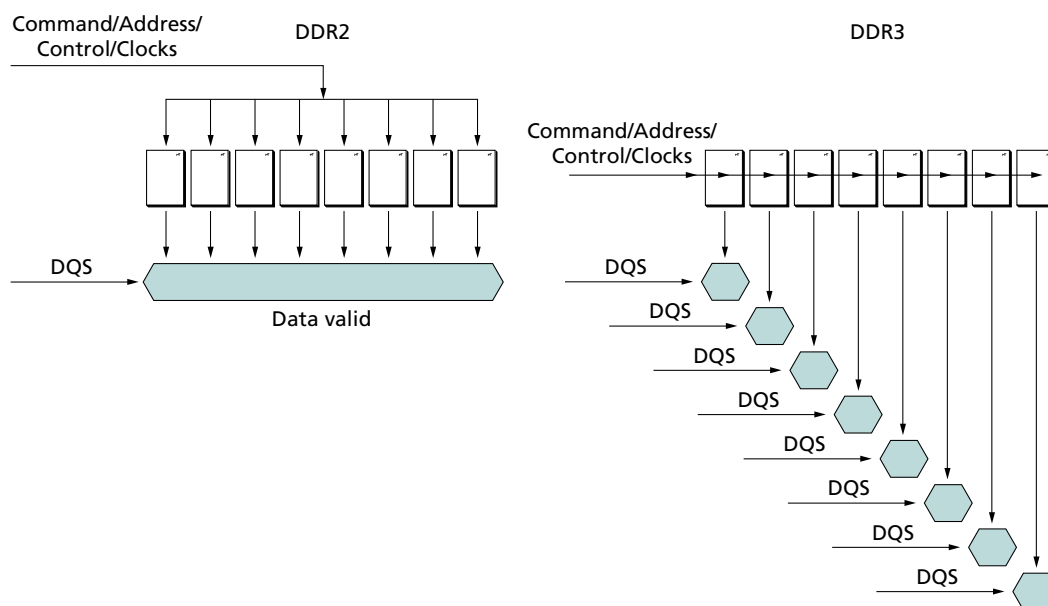 Command/Address/
Control/Clocks
DDR2
DQS
Data valid
DDR3
Command/Address/
Control/Clocks
DQS
DQS
DQS
DQS
DQS
DQS
DQS
DQS